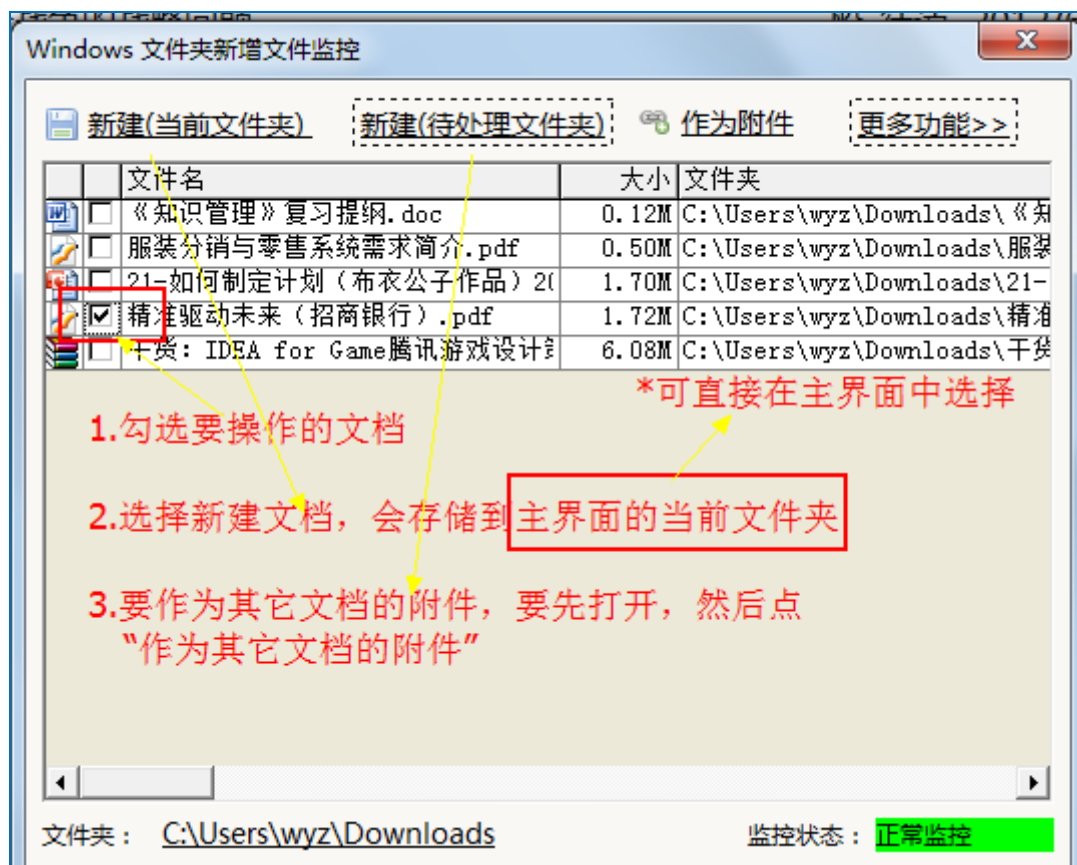 Windows 文件夹新增文件监控
新建(当前文件夹) 新建(待处理文件夹) 作为附件 更多功能>>
文件名 大小 文件夹
《知识管理》复习提纲.doc 0.12M C:\Users\wyz\Downloads\《知
服装分销与零售系统需求简介.pdf 0.50M C:\Users\wyz\Downloads\服装
21-如何制定计划（布衣公子作品）20 1.70M C:\Users\wyz\Downloads\21-
精准驱动未来（招商银行）.pdf 1.72M C:\Users\wyz\Downloads\精准
干货: IDEA for Game腾讯游戏设计 6.08M C:\Users\wyz\Downloads\干货
*可直接在主界面中选择
1.勾选要操作的文档
2.选择新建文档，会存储到主界面的当前文件夹
3.要作为其它文档的附件，要先打开，然后点
“作为其它文档的附件”
文件夹： C:\Users\wyz\Downloads 监控状态： 正常监控